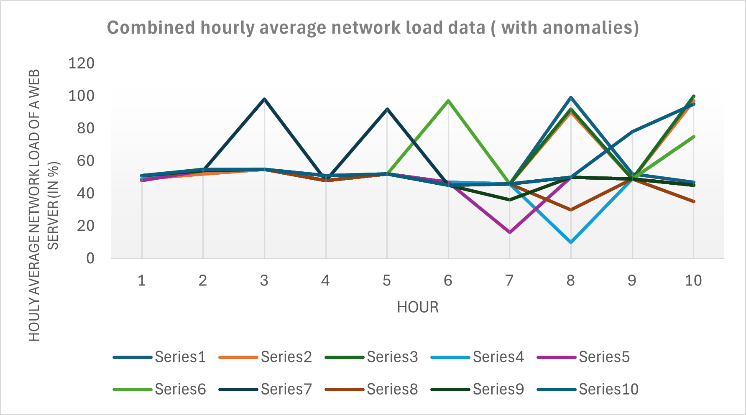 Combined hourly average network load data ( with anomalies)
HOULY AVERAGE NETWORK LOAD OF A WEB
SERVER (IN %)
120
100
80
60
40
20
0
1 2 3 4 5 6 7 8 9 10
HOUR
Series1 Series2 Series3 Series4 Series5
Series6 Series7 Series8 Series9 Series10